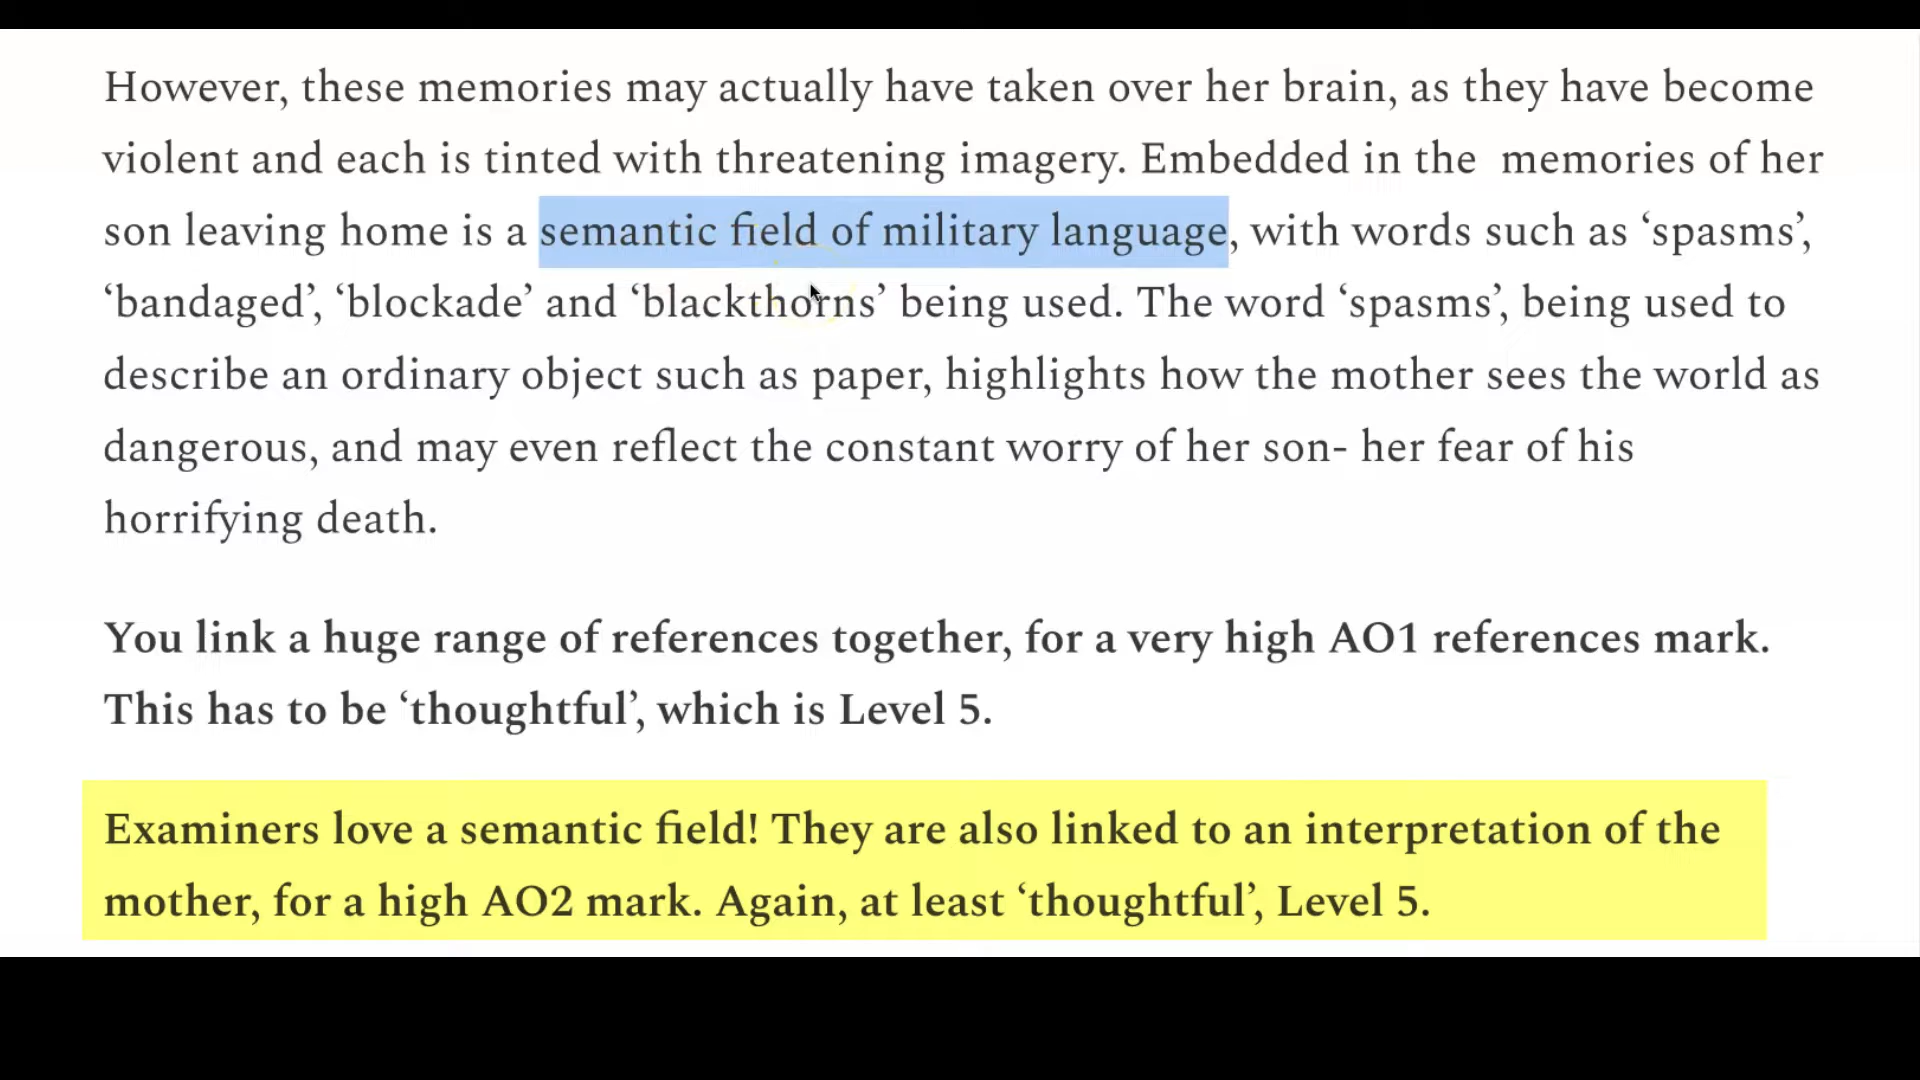 However, these memories may actually have taken over her brain, as they have become
violent and each is tinted with threatening imagery. Embedded in the  memories of her
son leaving home is a semantic field of military language, with words such as ‘spasms’,
‘bandaged’, ‘blockade’ and ‘blackthorns’ being used. The word ‘spasms’, being used to
describe an ordinary object such as paper, highlights how the mother sees the world as
dangerous, and may even reflect the constant worry of her son- her fear of his
horrifying death.
You link a huge range of references together, for a very high AO1 references mark.
This has to be ‘thoughtful’, which is Level 5.
Examiners love a semantic field! They are also linked to an interpretation of the
mother, for a high AO2 mark. Again, at least ‘thoughtful’, Level 5.